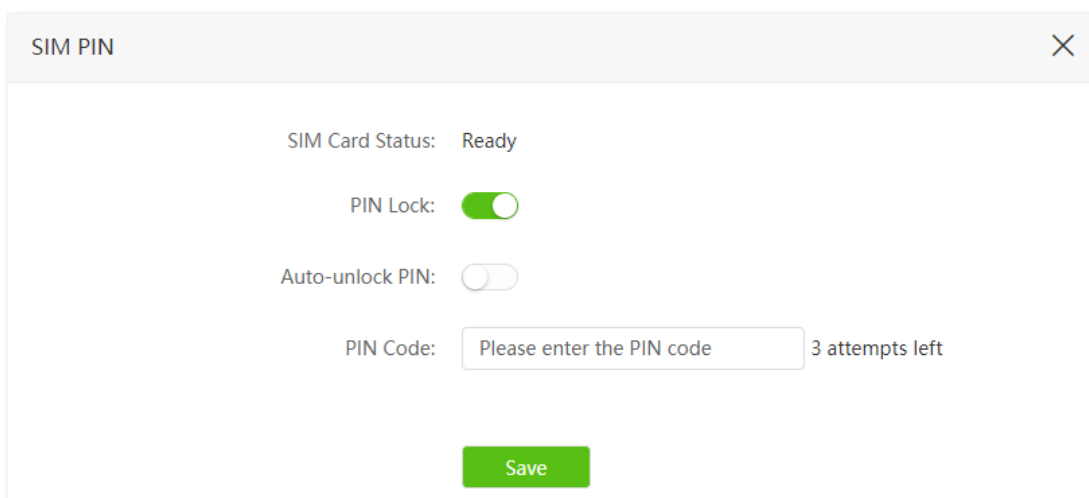 SIM PIN
SIM Card Status: Ready
PIN Lock:
Auto-unlock PIN:
PIN Code: Please enter the PIN code 3 attempts left
Save